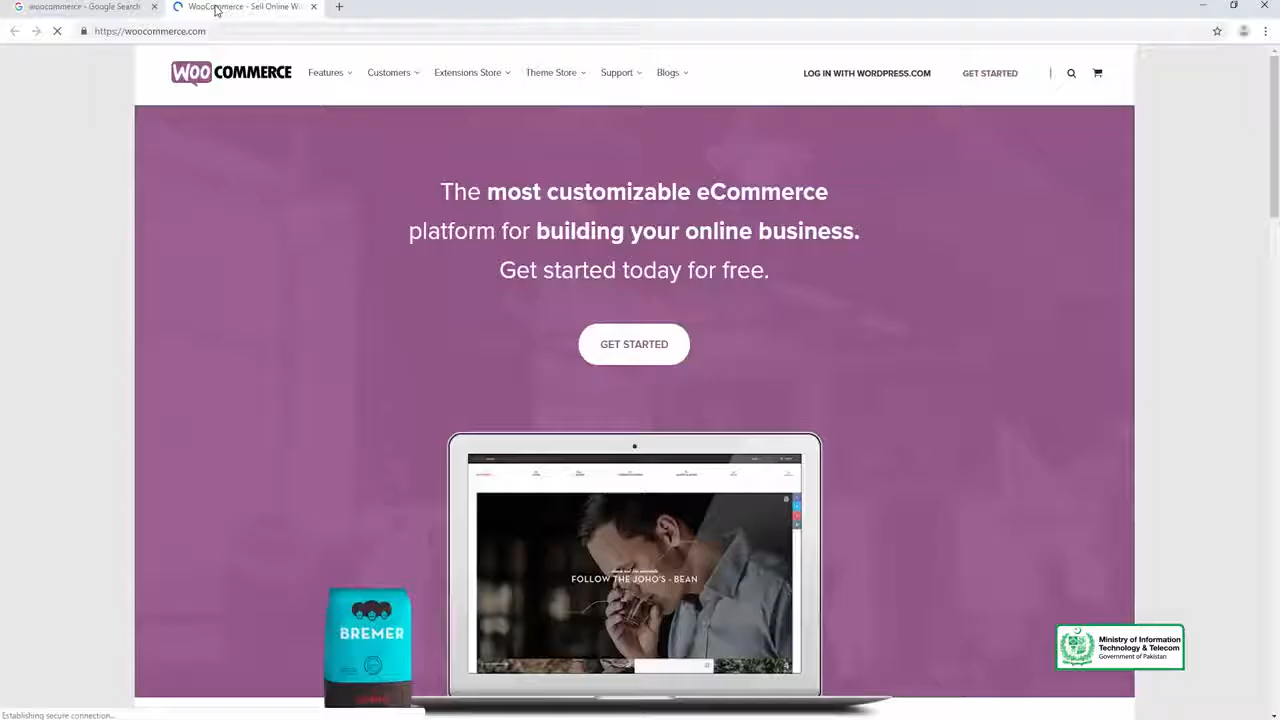 woocommerce - Google Search
WooCommerce - Sell Online Wi
https://woocommerce.com
WOOCOMMERCE
Features
Customers
Extensions Store
Theme Store
Support
Blogs
LOG IN WITH WORDPRESS.COM
GET STARTED
The most customizable eCommerce
platform for building your online business.
Get started today for free.
GET STARTED
FOLLOW THE JOHO'S - BEAN
BREMER
Ministry of Information
Technology & Telecom
Government of Pakistan
Establishing secure connection...